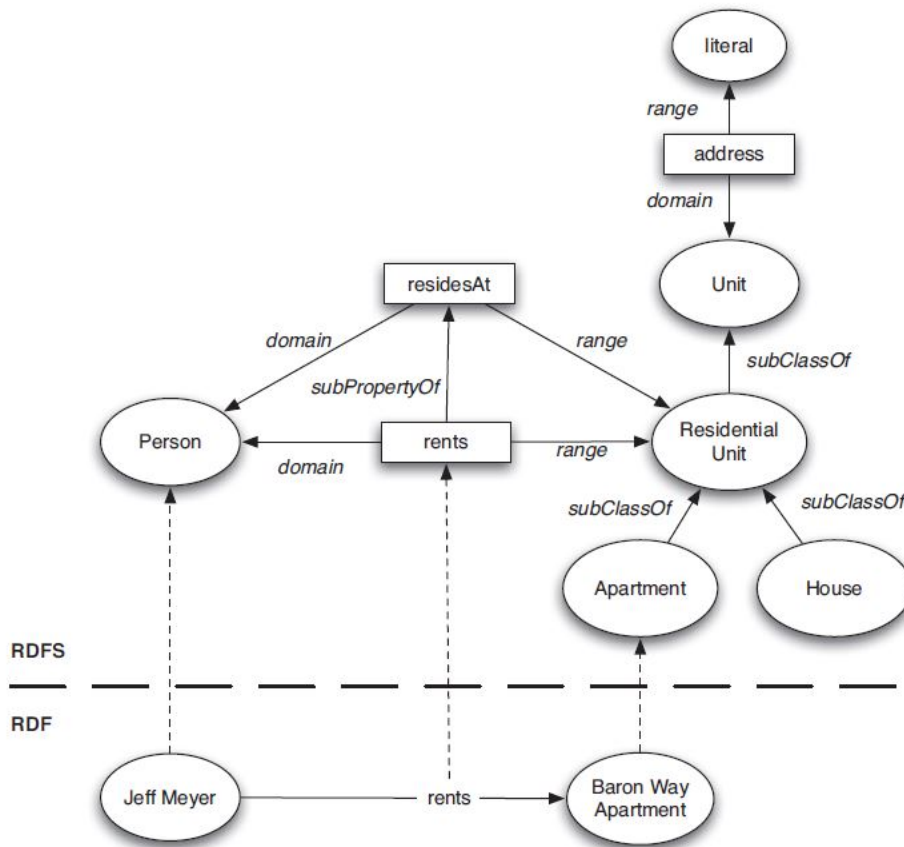 literal
range
address
domain
residesAt
Unit
domain
range
subPropertyOf
subClassOf
Person
rents
Residential
Unit
domain
range
subClassOf
subClassOf
Apartment
House
RDFS
RDF
Jeff Meyer
rents
Baron Way
Apartment